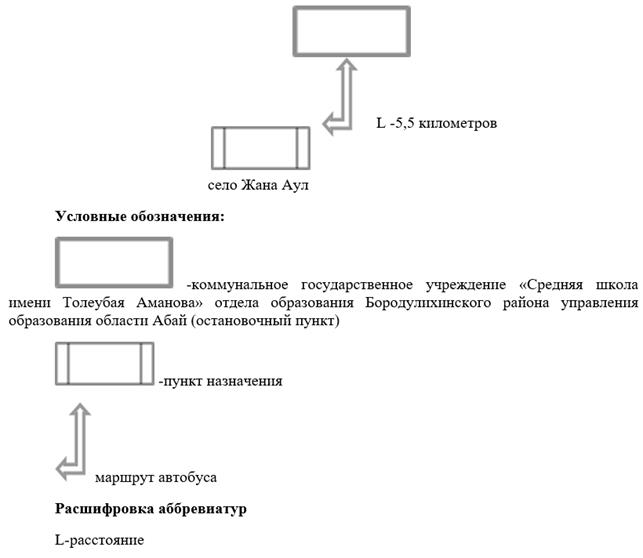 L -5,5 километров
село Жана Аул
Условные обозначения:
-коммунальное государственное учреждение «Средняя школа
имени Толеубая Аманова» отдела образования Бородулихинского района управления
образования области Абай (остановочный пункт)
-пункт назначения
маршрут автобуса
Расшифровка аббревиатур
L-расстояние